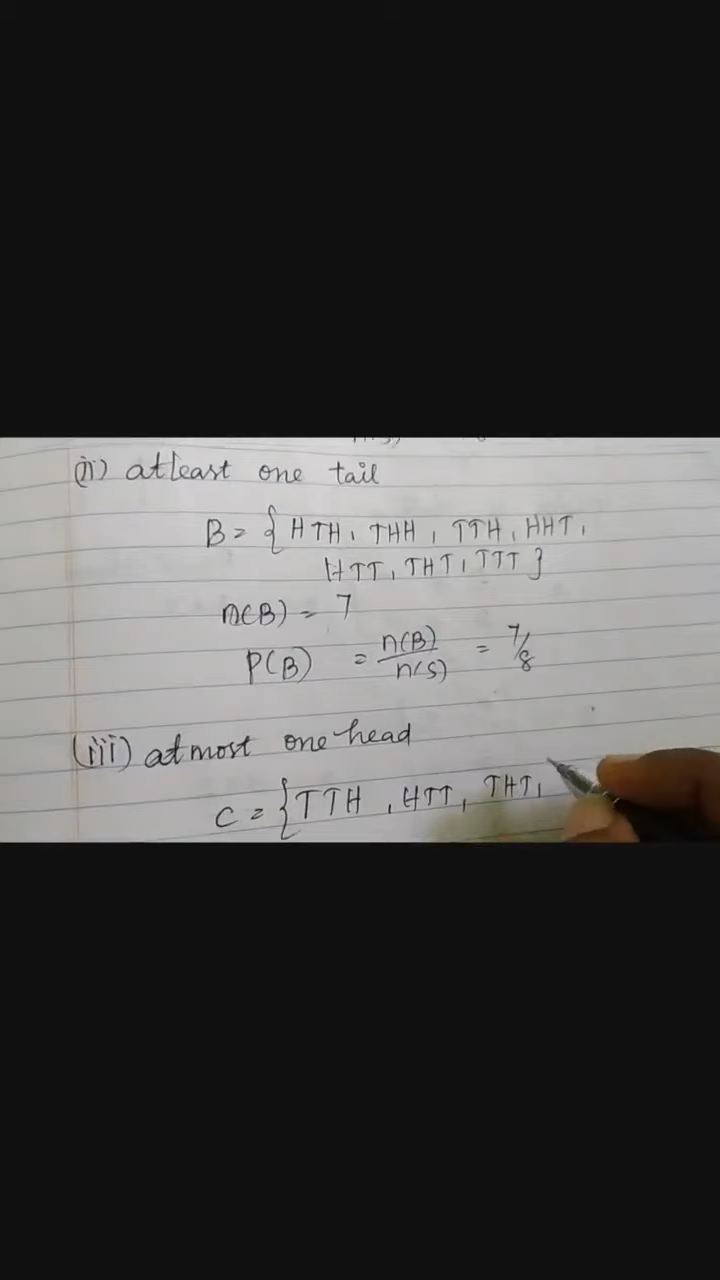 (ii) atleast one tail
B = { HTH, THH, TTH, HHT,
HTT, THT, TTT }
n(B) = 7
P(B) = n(B)/n(S) = 7/8
(iii) atmost one head
C = { TTH, HTT, THT,